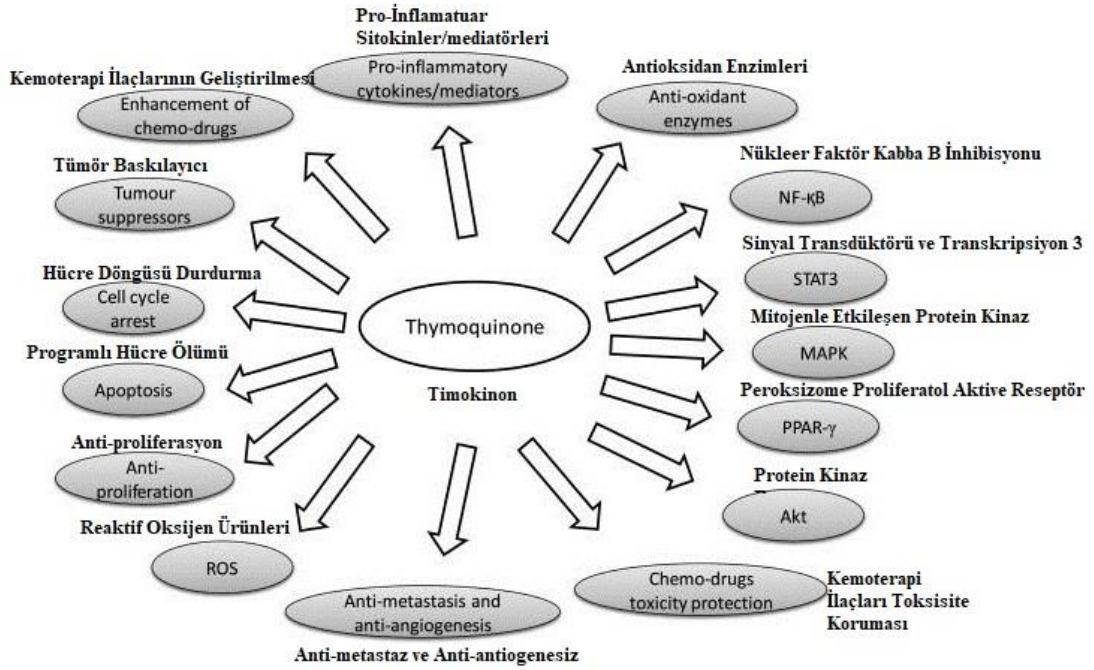 Pro-İnflamatuar
Sitokinler/mediatörleri
Pro-inflammatory
cytokines/mediators
Kemoterapi İlaçlarının Geliştirilmesi
Enhancement of
chemo-drugs
Antioksidan Enzimleri
Anti-oxidant
enzymes
Tümör Baskılayıcı
Tumour
suppressors
Nükleer Faktör Kabba B İnhibisyonu
NF-κB
Hücre Döngüsü Durdurma
Cell cycle
arrest
Sinyal Transdüktörü ve Transkripsiyon 3
STAT3
Thymoquinone
Timokinon
Mitojenle Etkileşen Protein Kinaz
MAPK
Programlı Hücre Ölümü
Apoptosis
Peroksizome Proliferatol Aktive Reseptör
PPAR-γ
Anti-proliferasyon
Anti-
proliferation
Protein Kinaz
Akt
Reaktif Oksijen Ürünleri
ROS
Chemo-drugs
toxicity protection
Kemoterapi
İlaçları Toksisite
Koruması
Anti-metastasis and
anti-angiogenesis
Anti-metastaz ve Anti-antiogenesiz